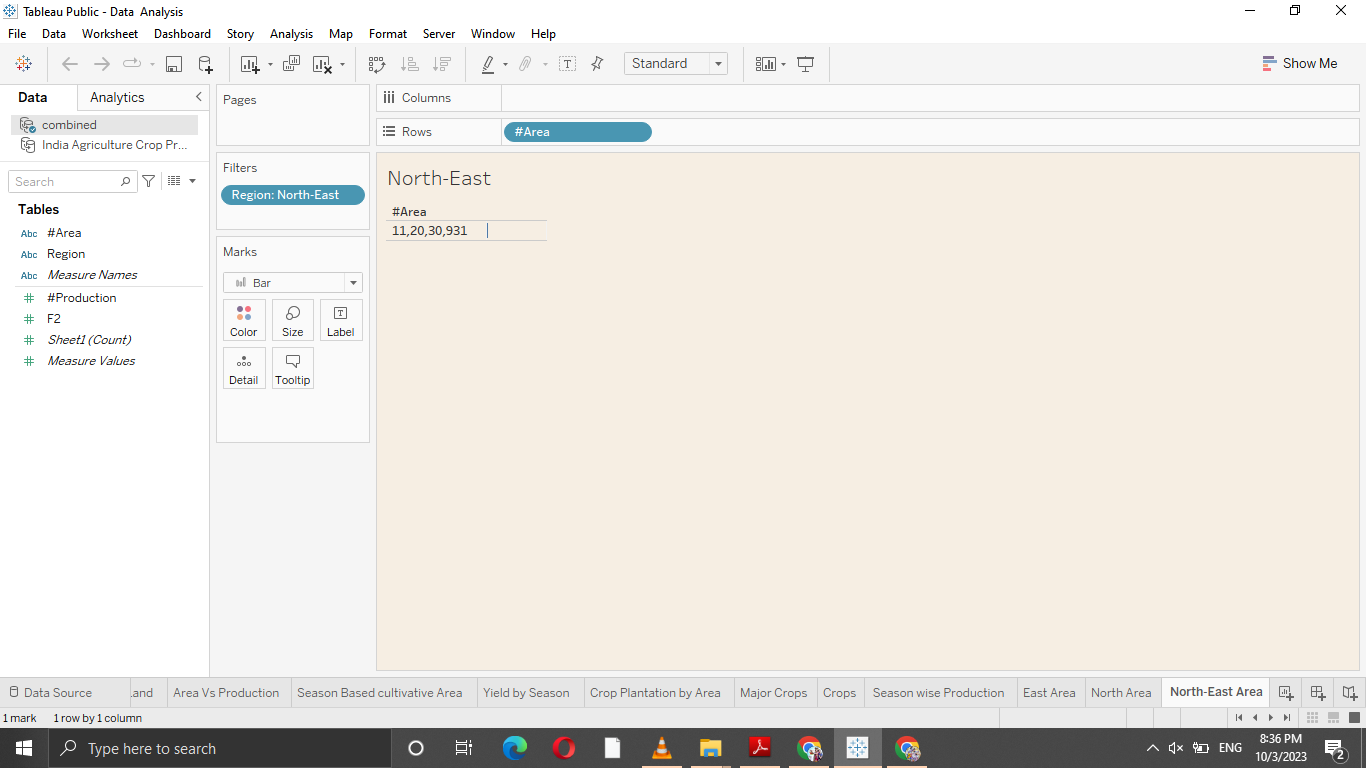 Tableau Public - Data  Analysis
File Data Worksheet Dashboard Story Analysis Map Format Server Window Help
Standard
Show Me
Data Analytics
combined
India Agriculture Crop Pr...
Search
Tables
Abc #Area
Abc Region
Abc Measure Names
#Production
F2
Sheet1 (Count)
Measure Values
Pages
Filters
Region: North-East
Marks
Bar
Color Size Label
Detail Tooltip
Columns
Rows #Area
North-East
#Area
11,20,30,931
Data Source .and Area Vs Production Season Based cultivative Area Yield by Season Crop Plantation by Area Major Crops Crops Season wise Production East Area North Area North-East Area
1 mark 1 row by 1 column
Type here to search
ENG
8:36 PM
10/3/2023
2